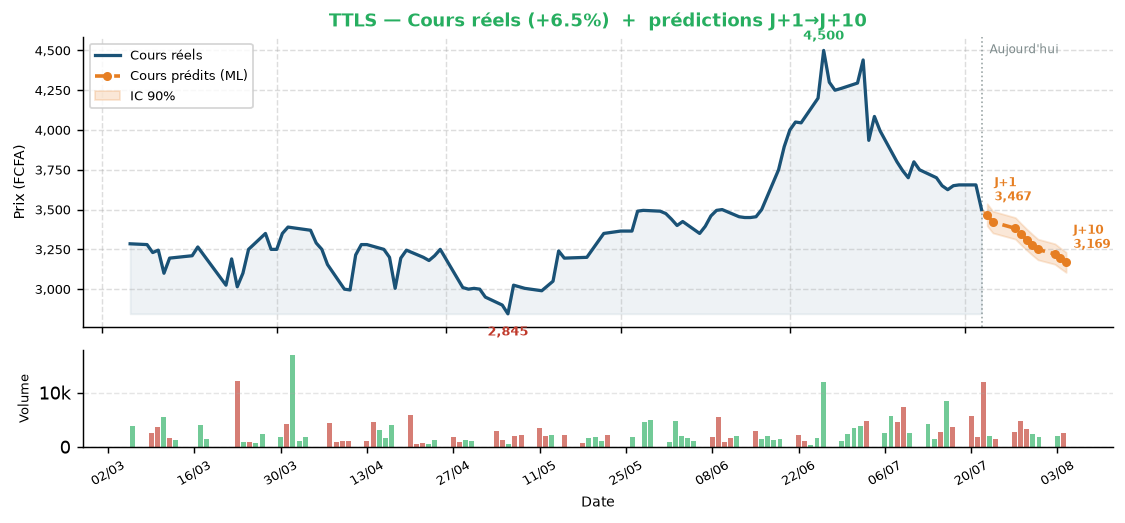 TTLS — Cours réels (+6.5%)  +  prédictions J+1→J+10
4,500
Aujourd'hui
Cours réels
Cours prédits (ML)
IC 90%
4,500
4,250
4,000
3,750
3,500
3,250
3,000
Prix (FCFA)
J+1
3,467
J+10
3,169
2,845
Volume
10k
0
02/03
16/03
30/03
13/04
27/04
11/05
25/05
08/06
22/06
06/07
20/07
03/08
Date